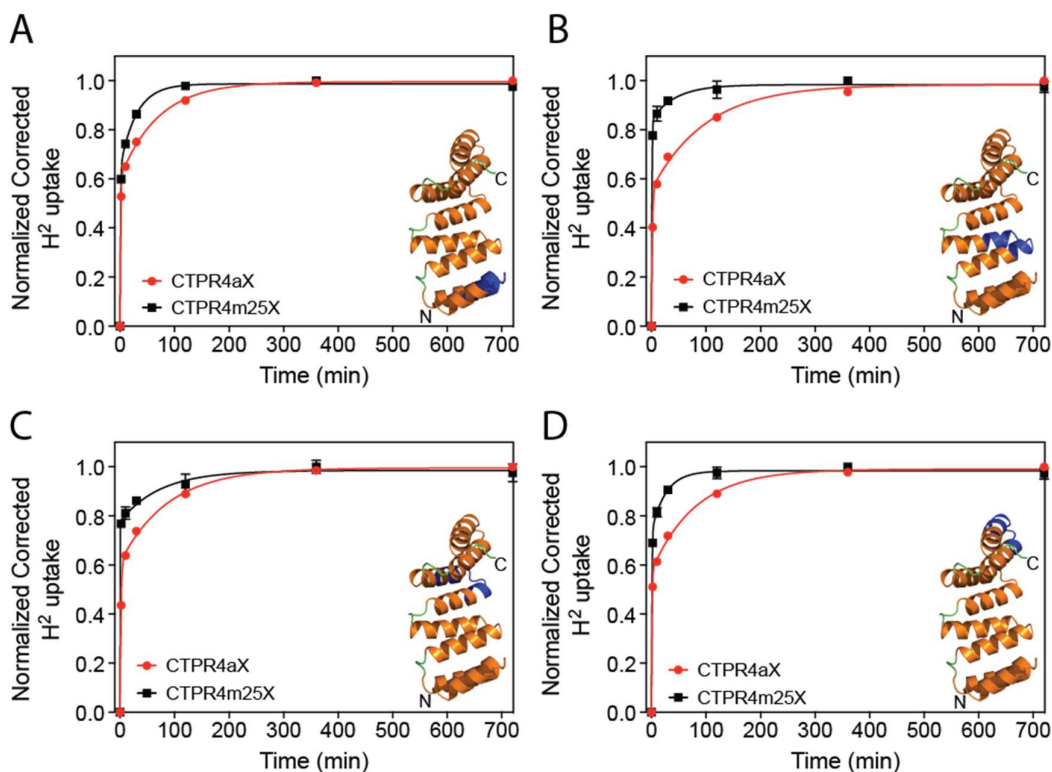 A
Normalized Corrected
H² uptake
1.0
0.8
0.6
0.4
0.2
0.0
C
N
CTPR4aX
CTPR4m25X
0 100 200 300 400 500 600 700
Time (min)
B
Normalized Corrected
H² uptake
1.0
0.8
0.6
0.4
0.2
0.0
C
N
CTPR4aX
CTPR4m25X
0 100 200 300 400 500 600 700
Time (min)
C
Normalized Corrected
H² uptake
1.0
0.8
0.6
0.4
0.2
0.0
C
N
CTPR4aX
CTPR4m25X
0 100 200 300 400 500 600 700
Time (min)
D
Normalized Corrected
H² uptake
1.0
0.8
0.6
0.4
0.2
0.0
C
N
CTPR4aX
CTPR4m25X
0 100 200 300 400 500 600 700
Time (min)